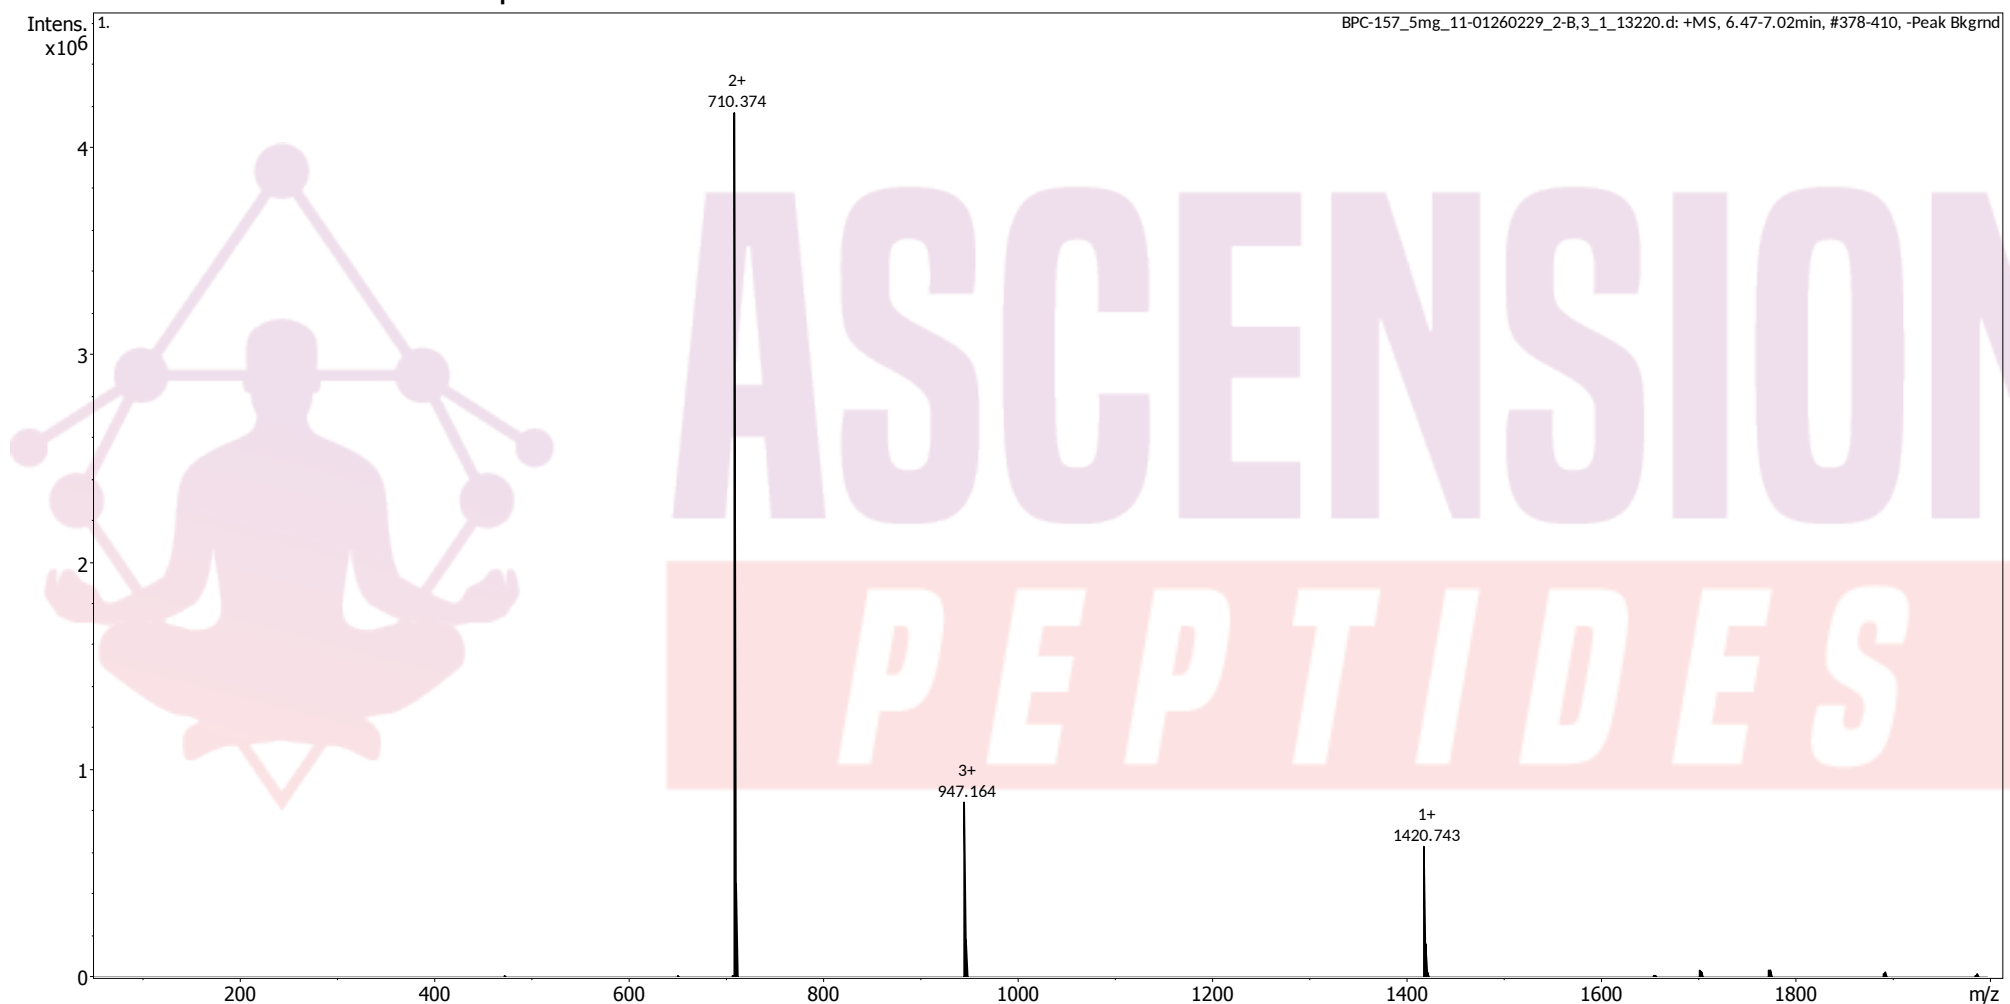 Intens.
x10^6
1.
BPC-157_5mg_11-01260229_2-B,3_1_13220.d: +MS, 6.47-7.02min, #378-410, -Peak Bkgrnd
2+
710.374
4
3
ASCENSION
2
PEPTIDES
1
3+
947.164
1+
1420.743
0
200 400 600 800 1000 1200 1400 1600 1800 m/z